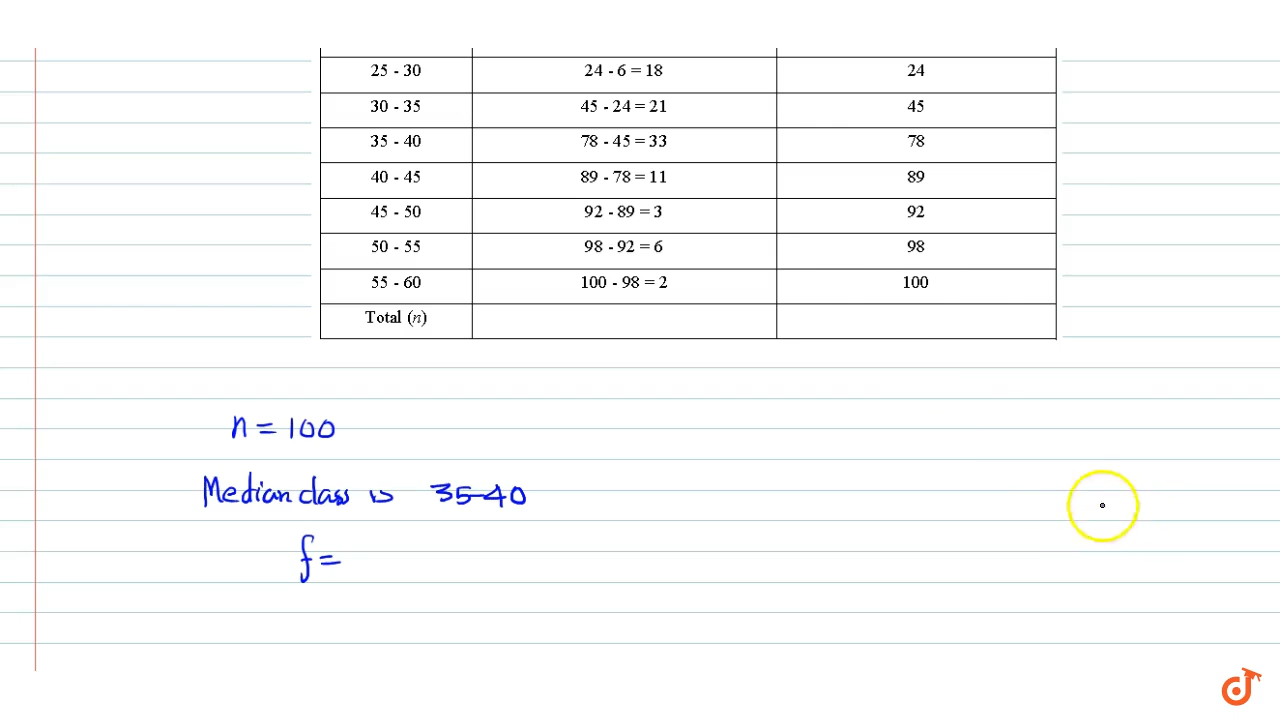 25 - 30 24 - 6 = 18 24
30 - 35 45 - 24 = 21 45
35 - 40 78 - 45 = 33 78
40 - 45 89 - 78 = 11 89
45 - 50 92 - 89 = 3 92
50 - 55 98 - 92 = 6 98
55 - 60 100 - 98 = 2 100
Total (n)
n = 100
Median class is 35-40
f =